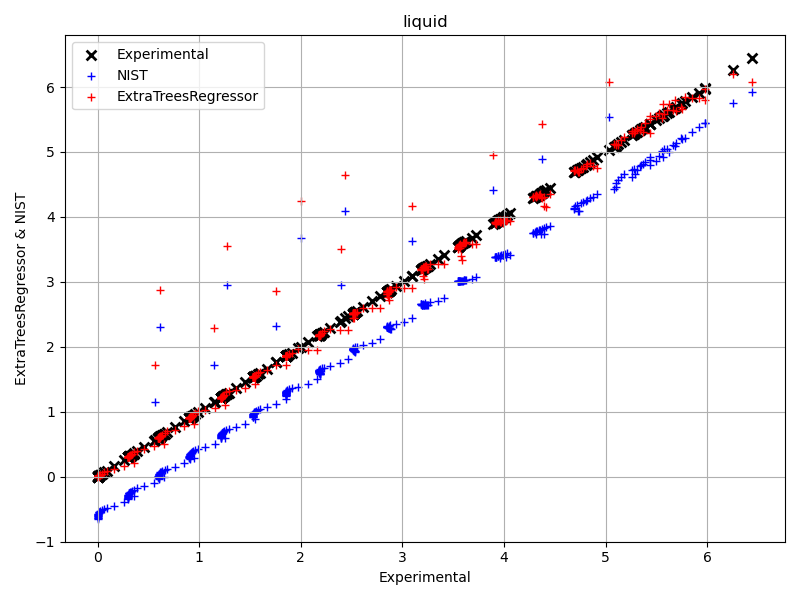 liquid
Experimental
NIST
ExtraTreesRegressor
ExtraTreesRegressor & NIST
6
5
4
3
2
1
0
−1
0 1 2 3 4 5 6
Experimental